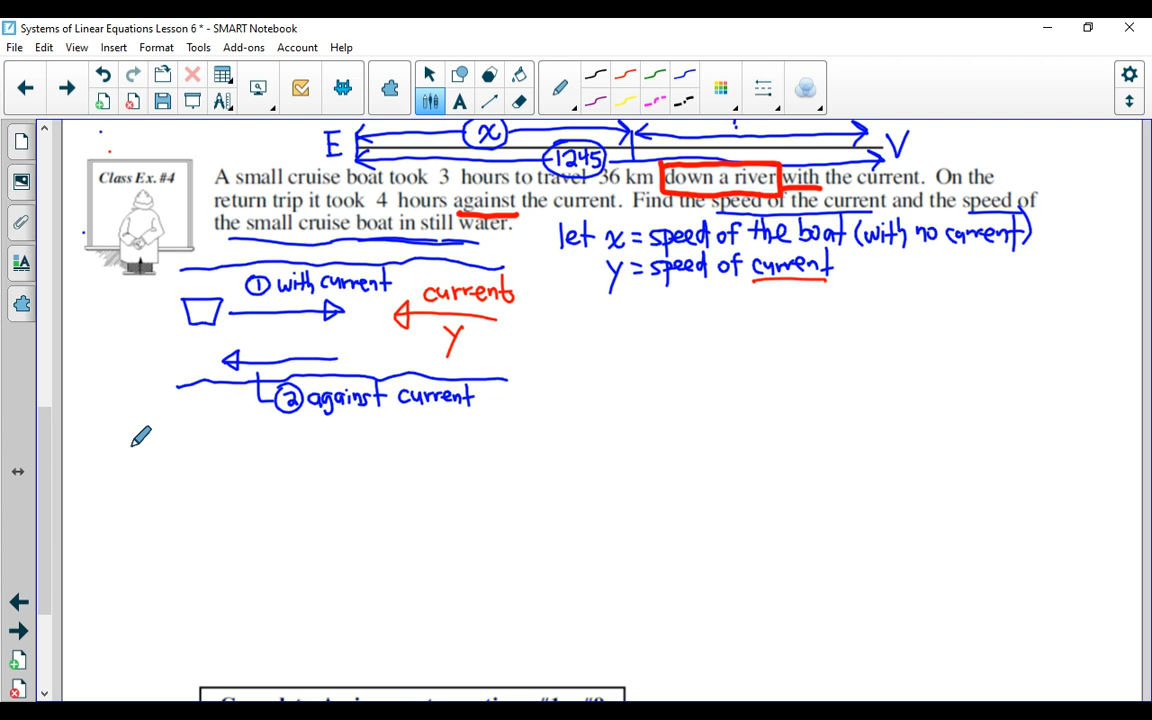 Systems of Linear Equations Lesson 6 * - SMART Notebook
File Edit View Insert Format Tools Add-ons Account Help
E x V
1245
Class Ex. #4
A small cruise boat took 3 hours to travel 36 km down a river with the current. On the
return trip it took 4 hours against the current. Find the speed of the current and the speed of
the small cruise boat in still water.
let x = speed of the boat (with no current)
y = speed of current
① with current
current
y
② against current